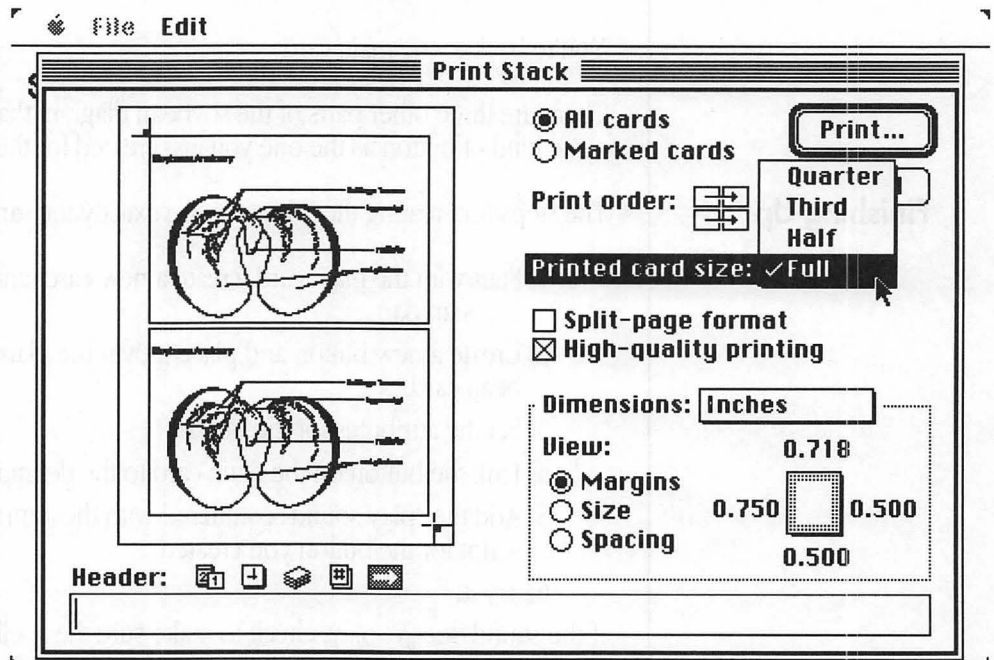 File Edit
Print Stack
All cards
Marked cards
Print...
Print order:
Quarter
Third
Half
Printed card size: ✓Full
Split-page format
High-quality printing
Dimensions: Inches
View:
Margins
Size
Spacing
0.718
0.750
0.500
0.500
Header: